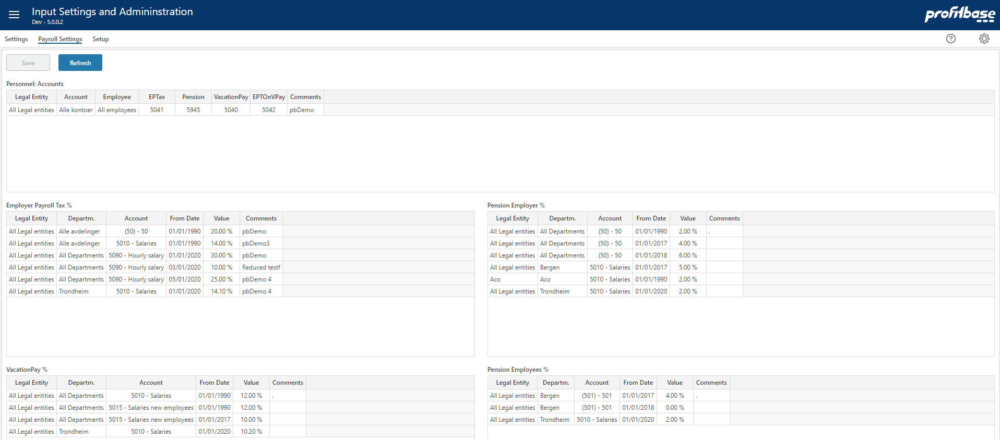 Input Settings and Admininstration
Dev - 5.0.0.2
profitbase
Settings Payroll Settings Setup
Save Refresh
Personnel: Accounts
Legal Entity Account Employee EPTax Pension VacationPay EPTOnVPay Comments
All Legal entities Alle kontoer All employees 5041 5945 5040 5042 pbDemo
Employer Payroll Tax %
Legal Entity Departm. Account From Date Value Comments
All Legal entities Alle avdelinger (50) - 50 01/01/1990 20.00 % pbDemo
All Legal entities Alle avdelinger 5010 - Salaries 01/01/1990 14.00 % pbDemo3
All Legal entities All Departments 5090 - Hourly salary 01/01/2020 30.00 % pbDemo
All Legal entities All Departments 5090 - Hourly salary 03/01/2020 10.00 % Reduced testf
All Legal entities All Departments 5090 - Hourly salary 05/01/2020 25.00 % pbDemo 4
All Legal entities Trondheim 5010 - Salaries 01/01/2020 14.10 % pbDemo 4
Pension Employer %
Legal Entity Departm. Account From Date Value Comments
All Legal entities All Departments (50) - 50 01/01/1990 2.00 % .
All Legal entities All Departments (50) - 50 01/01/2017 4.00 %
All Legal entities All Departments (50) - 50 01/01/2018 6.00 %
All Legal entities Bergen 5010 - Salaries 01/01/2017 5.00 %
Aco Aco 5010 - Salaries 01/01/1990 2.00 %
All Legal entities Trondheim 5010 - Salaries 01/01/2020 2.00 %
VacationPay %
Legal Entity Departm. Account From Date Value Comments
All Legal entities All Departments 5010 - Salaries 01/01/1990 12.00 % .
All Legal entities All Departments 5015 - Salaries new employees 01/01/1990 12.00 %
All Legal entities All Departments 5015 - Salaries new employees 01/01/2017 10.00 %
All Legal entities Trondheim 5010 - Salaries 01/01/2020 10.20 %
Pension Employees %
Legal Entity Departm. Account From Date Value Comments
All Legal entities Bergen (501) - 501 01/01/2017 4.00 % .
All Legal entities Bergen (501) - 501 01/01/2018 0.00 %
All Legal entities Trondheim 5010 - Salaries 01/01/2020 2.00 %